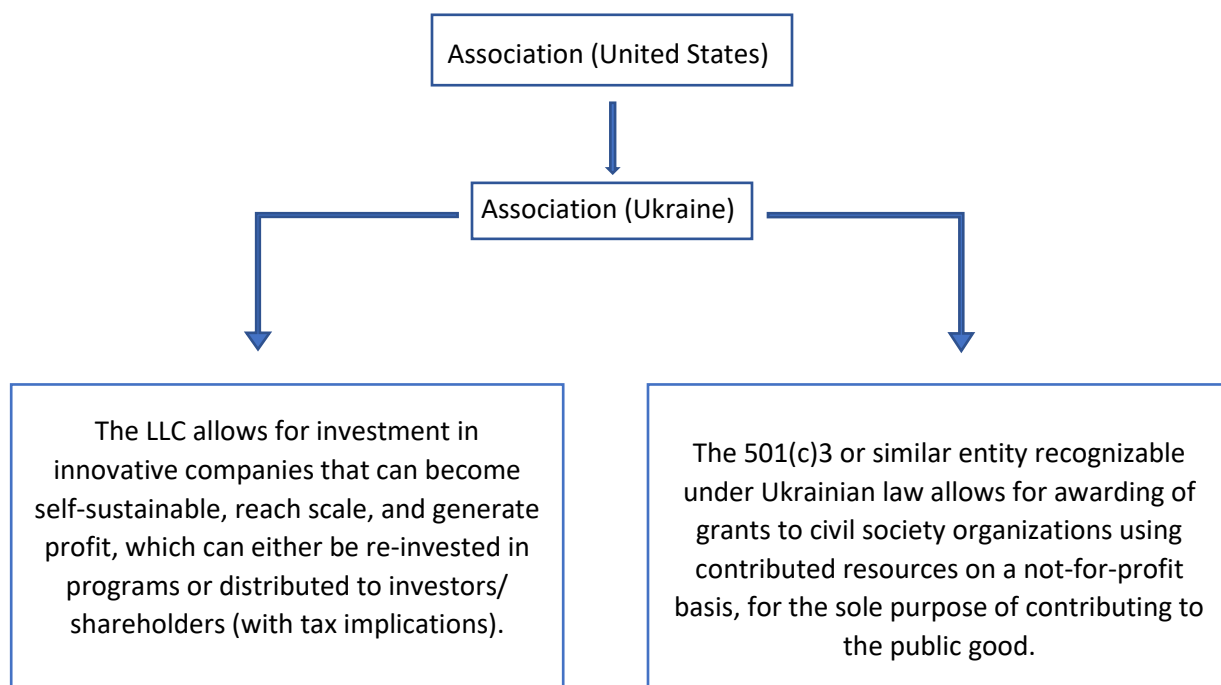 Association (United States)
Association (Ukraine)
The LLC allows for investment in
innovative companies that can become
self-sustainable, reach scale, and generate
profit, which can either be re-invested in
programs or distributed to investors/
shareholders (with tax implications).
The 501(c)3 or similar entity recognizable
under Ukrainian law allows for awarding of
grants to civil society organizations using
contributed resources on a not-for-profit
basis, for the sole purpose of contributing to
the public good.